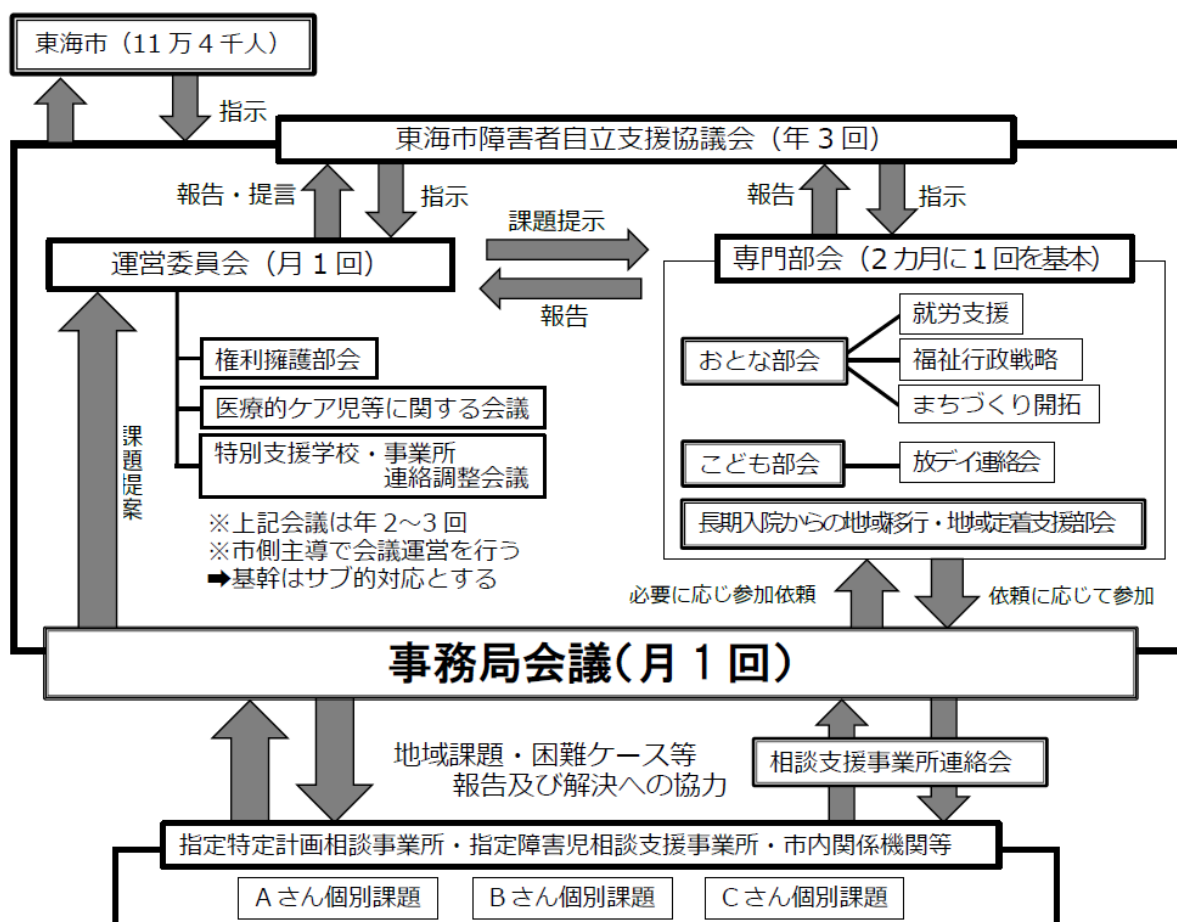 東海市（11万4千人）
指示
東海市障害者自立支援協議会（年3回）
報告・提言
指示
報告
指示
運営委員会（月1回）
課題提示
報告
専門部会（2カ月に1回を基本）
権利擁護部会
医療的ケア児等に関する会議
特別支援学校・事業所
連絡調整会議
※上記会議は年2～3回
※市側主導で会議運営を行う
➡基幹はサブ的対応とする
課題提案
おとな部会
就労支援
福祉行政戦略
まちづくり開拓
こども部会
放デイ連絡会
長期入院からの地域移行・地域定着支援部会
必要に応じ参加依頼
依頼に応じて参加
事務局会議（月1回）
地域課題・困難ケース等
報告及び解決への協力
相談支援事業所連絡会
指定特定計画相談事業所・指定障害児相談支援事業所・市内関係機関等
Aさん個別課題
Bさん個別課題
Cさん個別課題